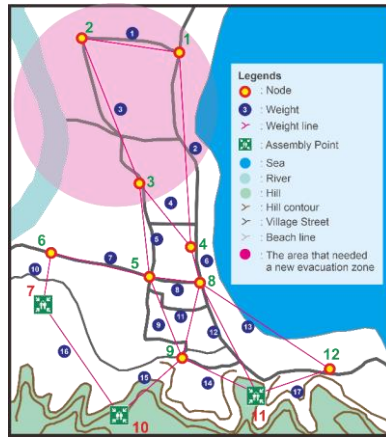 2
1
1
3
2
3
4
5
4
6
6
7
5
8
10
8
7
11
9
12
13
9
12
16
15
14
17
10
11
Legends
: Node
3 : Weight
: Weight line
: Assembly Point
: Sea
: River
: Hill
: Hill contour
: Village Street
: Beach line
: The area that needed
a new evacuation zone